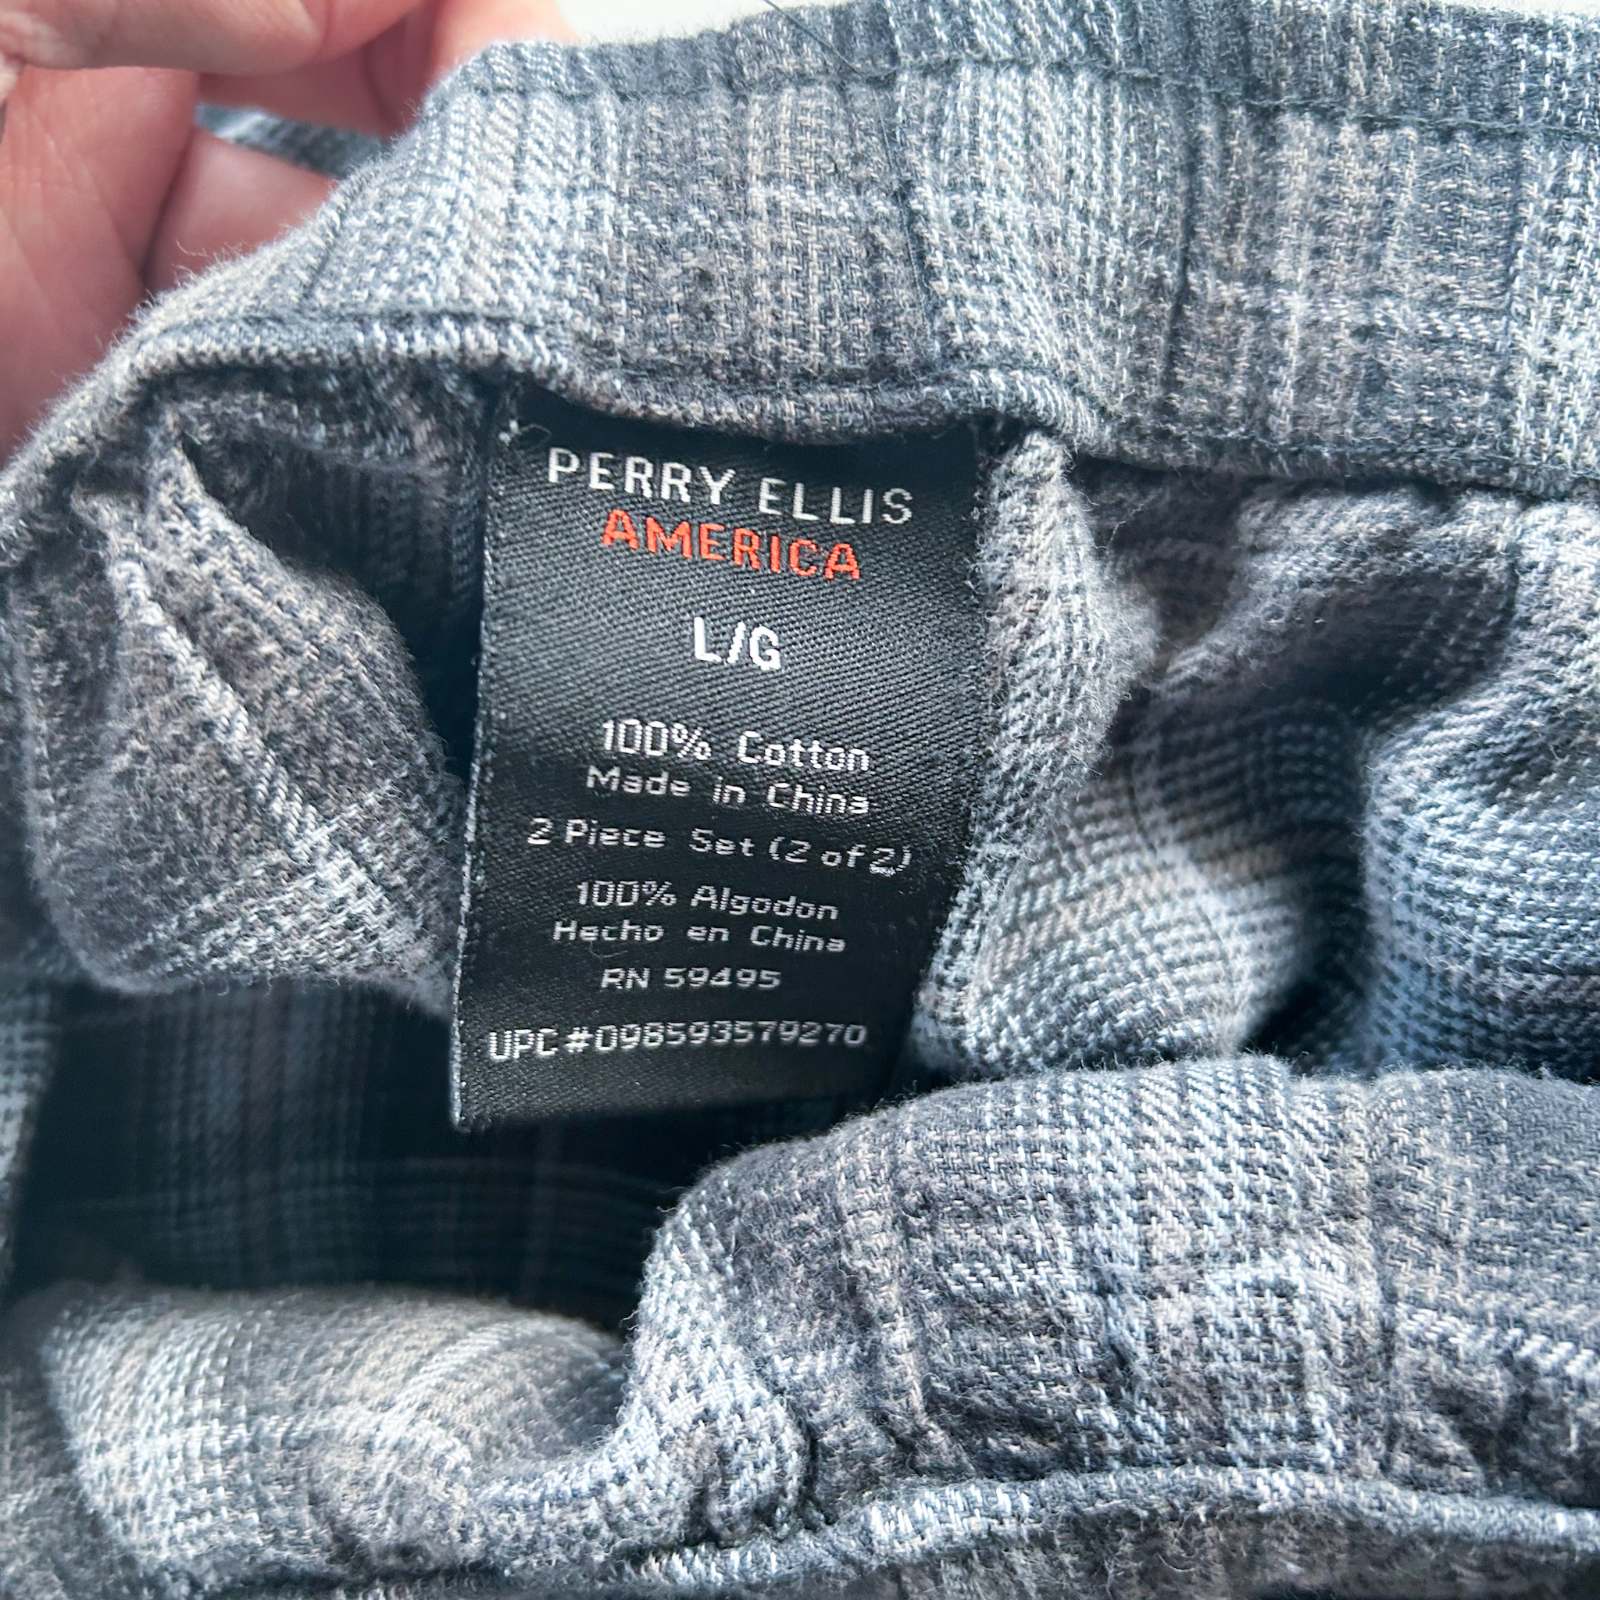 PERRY ELLIS
AMERICA
L/G
100% Cotton
Made in China
2 Piece Set (2 of 2)
100% Algodon
Hecho en China
RN 59495
UPC #098593579270